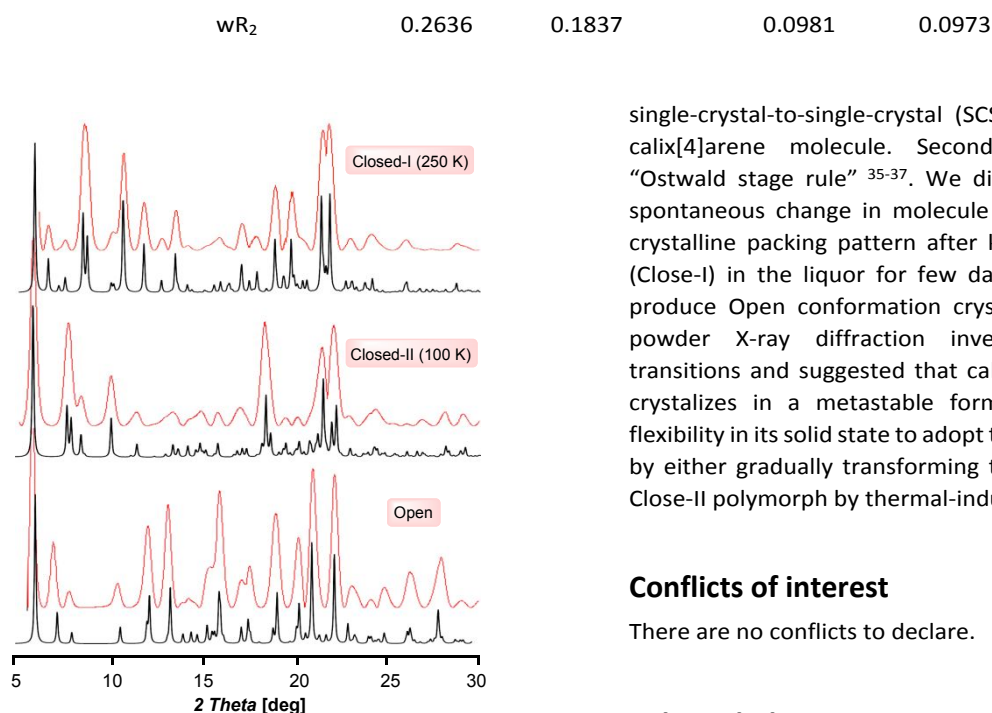 wR2 0.2636 0.1837 0.0981 0.0973
Closed-I (250 K)
Closed-II (100 K)
Open
5 10 15 20 25 30
2 Theta [deg]
single-crystal-to-single-crystal (SCS
calix[4]arene molecule. Second
“Ostwald stage rule” 35-37. We di
spontaneous change in molecule
crystalline packing pattern after
(Close-I) in the liquor for few da
produce Open conformation crys
powder X-ray diffraction inve
transitions and suggested that ca
crystalizes in a metastable form
flexibility in its solid state to adopt
by either gradually transforming
Close-II polymorph by thermal-indu
Conflicts of interest
There are no conflicts to declare.